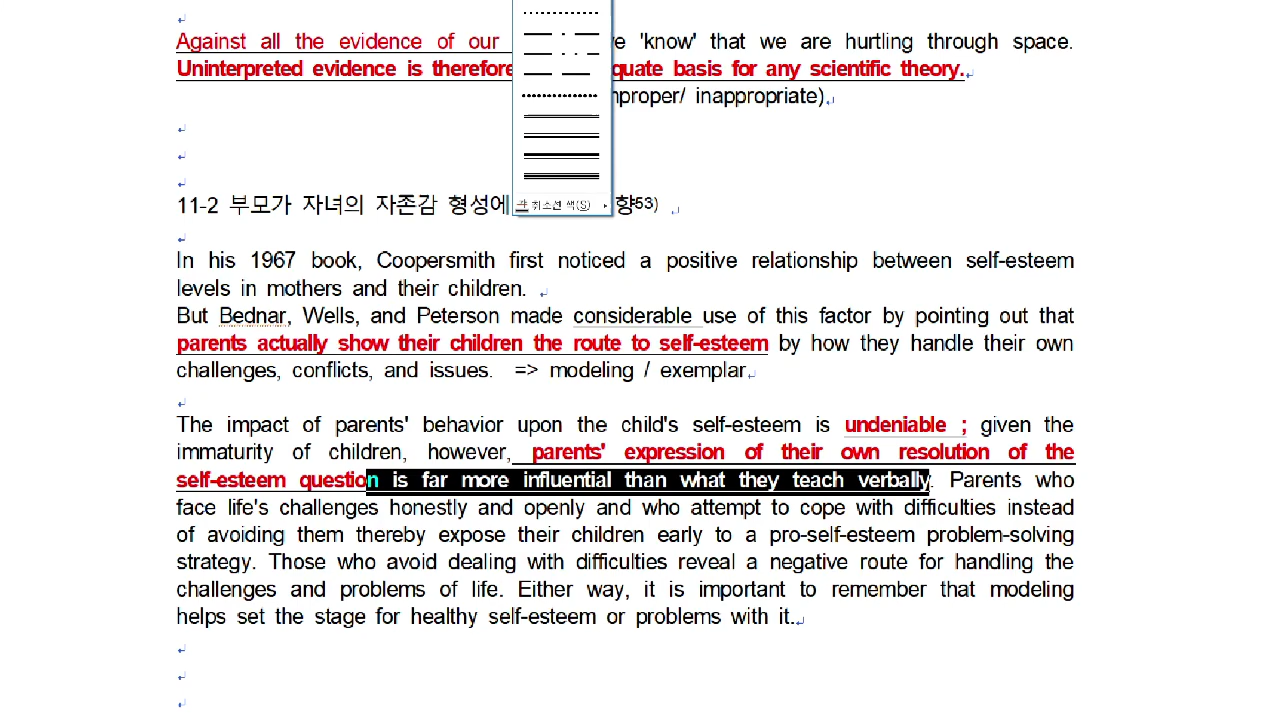 Against all the evidence of our 'know' that we are hurtling through space.
Uninterpreted evidence is therefore basis for any scientific theory.
inappropriate)
11-2 부모가 자녀의 자존감 형성에 향53)
취소선 색(S)
In his 1967 book, Coopersmith first noticed a positive relationship between self-esteem
levels in mothers and their children.
But Bednar, Wells, and Peterson made considerable use of this factor by pointing out that
parents actually show their children the route to self-esteem by how they handle their own
challenges, conflicts, and issues. => modeling / exemplar
The impact of parents' behavior upon the child's self-esteem is undeniable ; given the
immaturity of children, however, parents' expression of their own resolution of the
self-esteem question is far more influential than what they teach verbally. Parents who
face life's challenges honestly and openly and who attempt to cope with difficulties instead
of avoiding them thereby expose their children early to a pro-self-esteem problem-solving
strategy. Those who avoid dealing with difficulties reveal a negative route for handling the
challenges and problems of life. Either way, it is important to remember that modeling
helps set the stage for healthy self-esteem or problems with it.